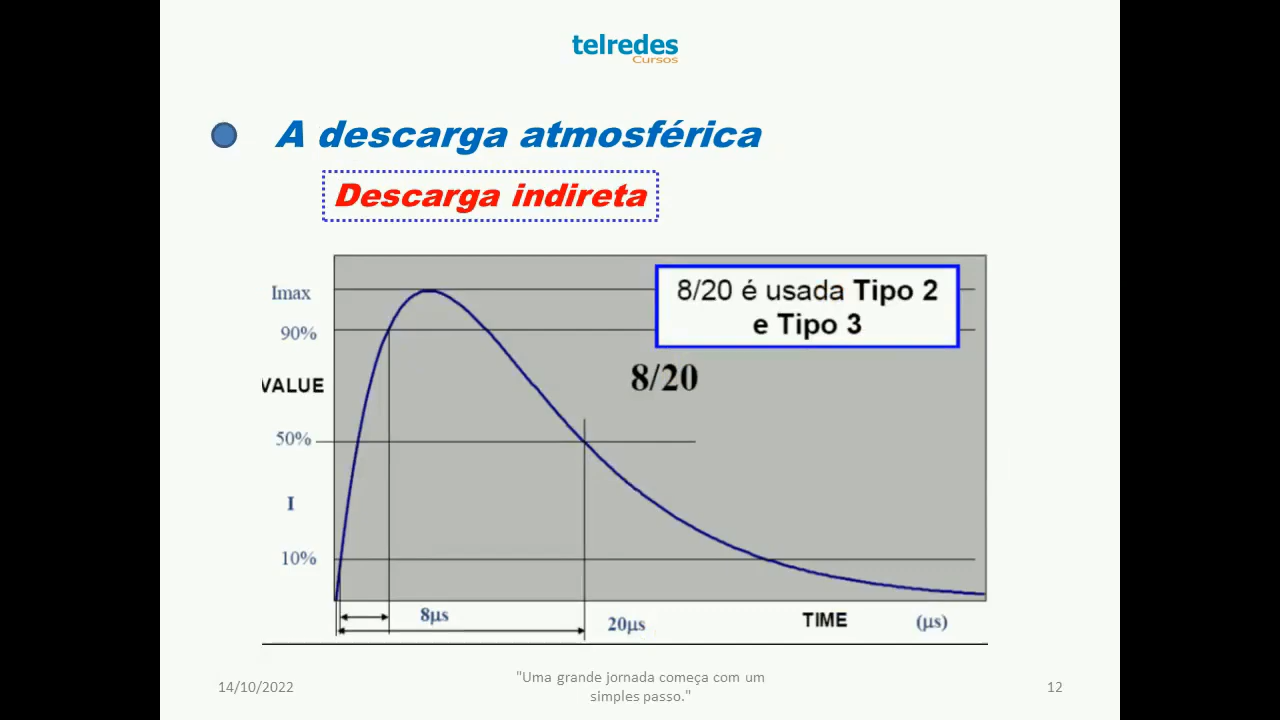 telredes
Cursos
A descarga atmosférica
Descarga indireta
8/20 é usada Tipo 2
e Tipo 3
Imax
90%
8/20
VALUE
50%
I
10%
8µs
20µs
TIME
(µs)
14/10/2022
"Uma grande jornada começa com um
simples passo."
12